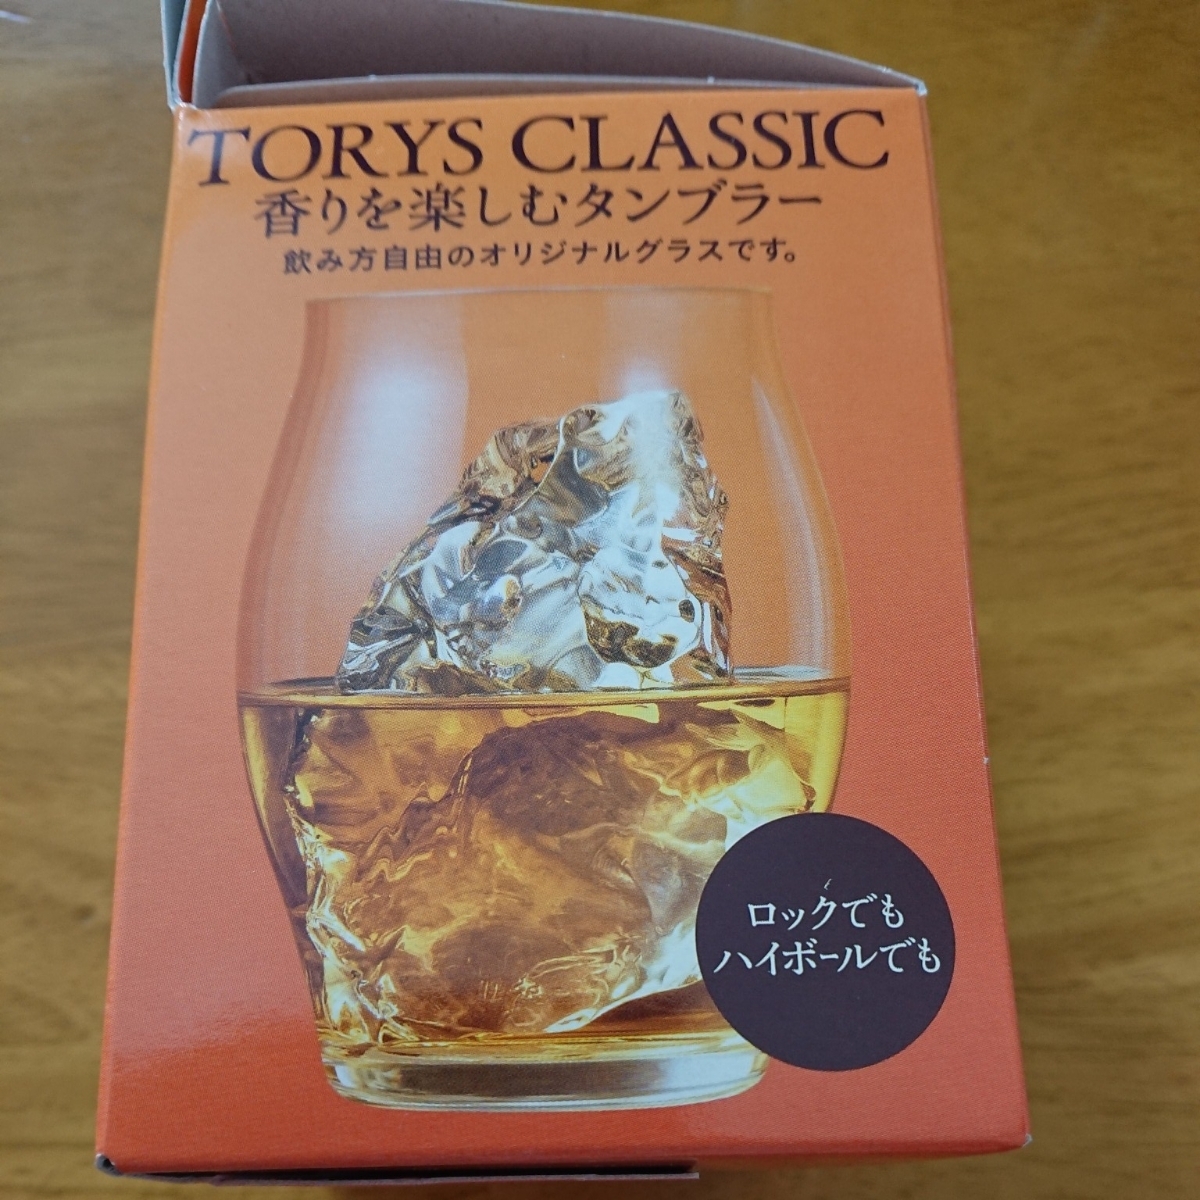 TORYS CLASSIC
香りを楽しむタンブラー
飲み方自由のオリジナルグラスです。
ロックでも
ハイボールでも